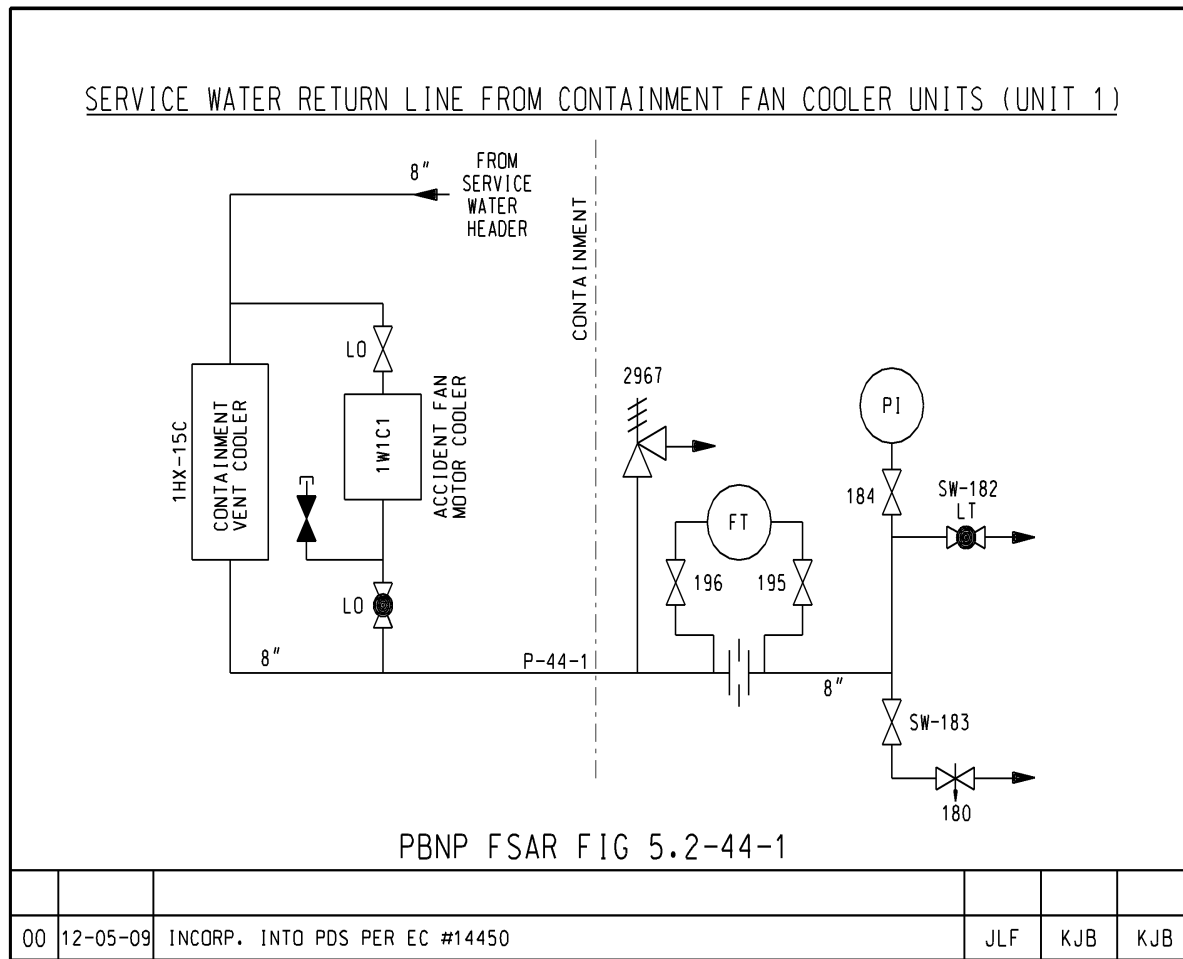 SERVICE WATER RETURN LINE FROM CONTAINMENT FAN COOLER UNITS (UNIT 1)
8"
FROM
SERVICE
WATER
HEADER
CONTAINMENT
LO
1HX-15C
CONTAINMENT
VENT COOLER
1W1C1
ACCIDENT FAN
MOTOR COOLER
LO
8"
P-44-1
2967
FT
196
195
PI
184
SW-182
LT
8"
SW-183
180
PBNP FSAR FIG 5.2-44-1
00 12-05-09 INCORP. INTO PDS PER EC #14450 JLF KJB KJB